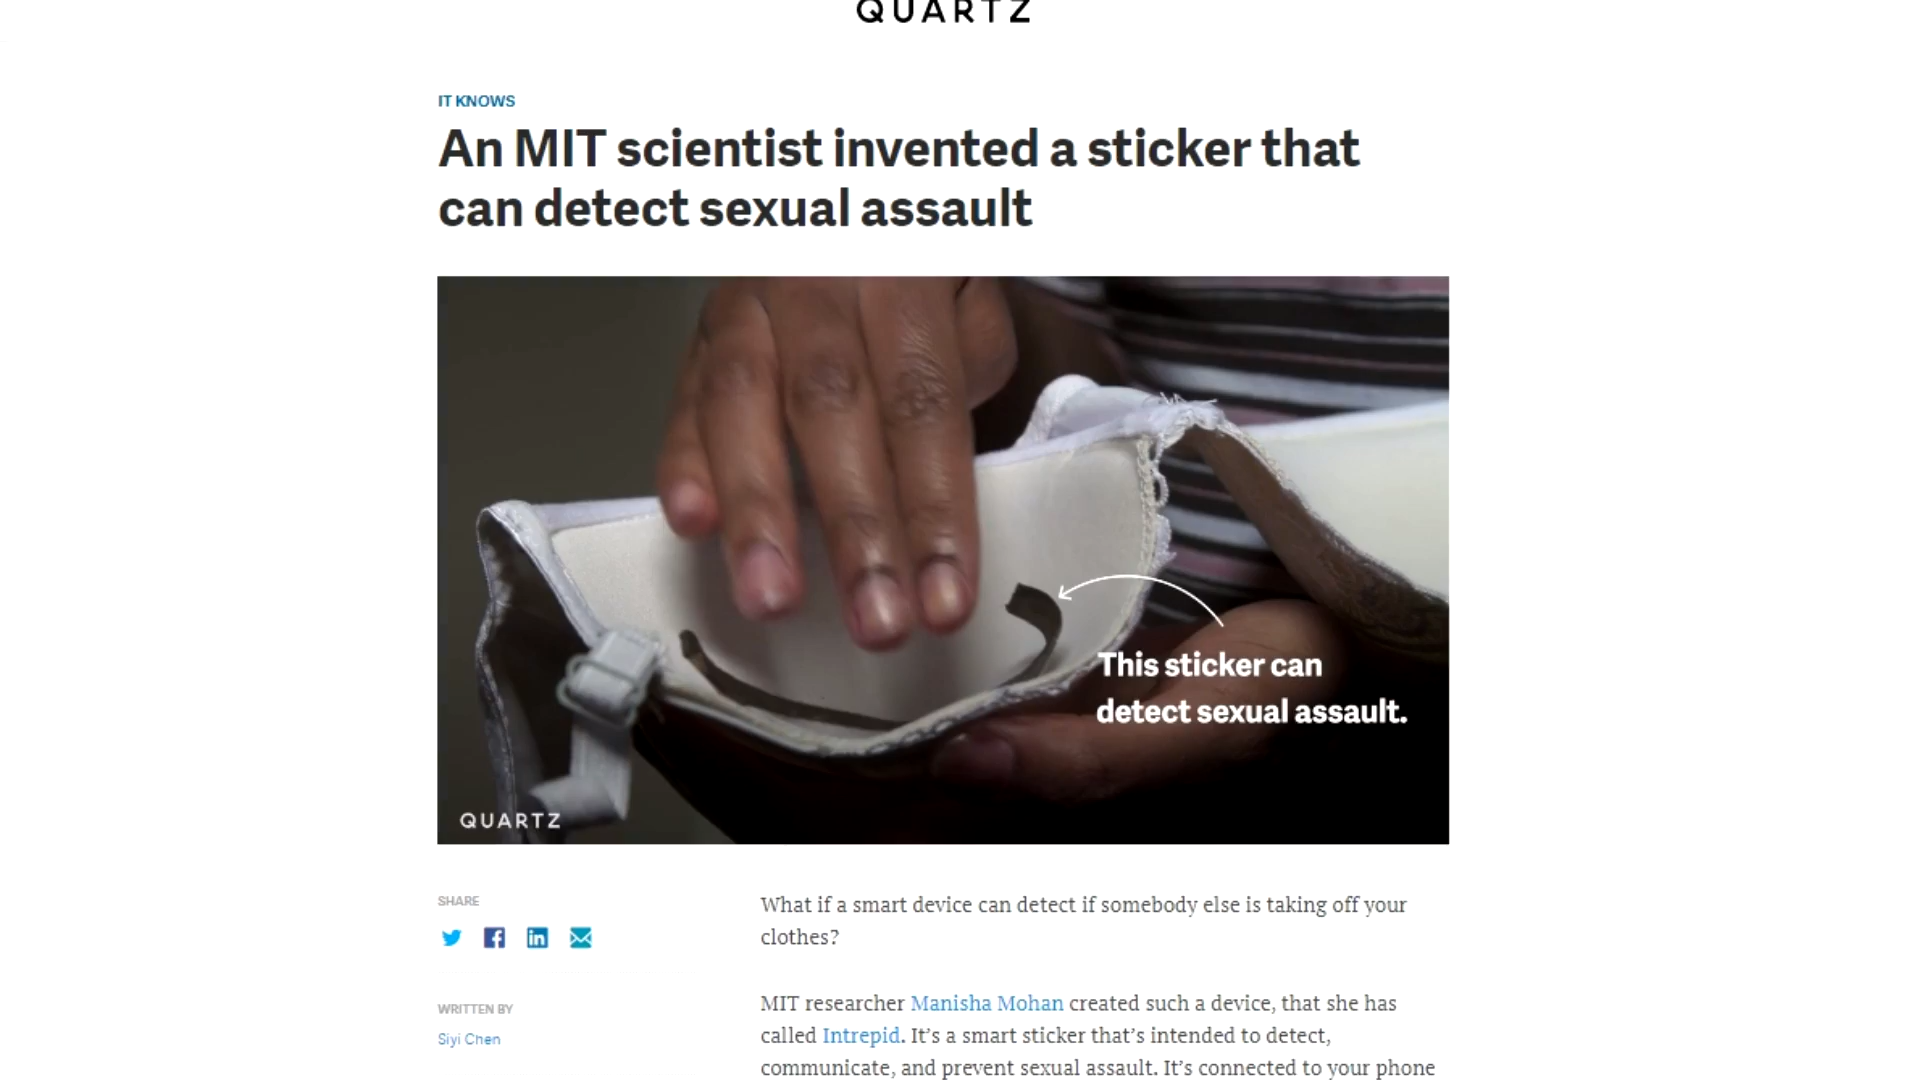 QUARTZ
IT KNOWS
An MIT scientist invented a sticker that
can detect sexual assault
This sticker can
detect sexual assault.
QUARTZ
SHARE
WRITTEN BY
Siyi Chen
What if a smart device can detect if somebody else is taking off your
clothes?
MIT researcher Manisha Mohan created such a device, that she has
called Intrepid. It’s a smart sticker that’s intended to detect,
communicate, and prevent sexual assault. It’s connected to your phone